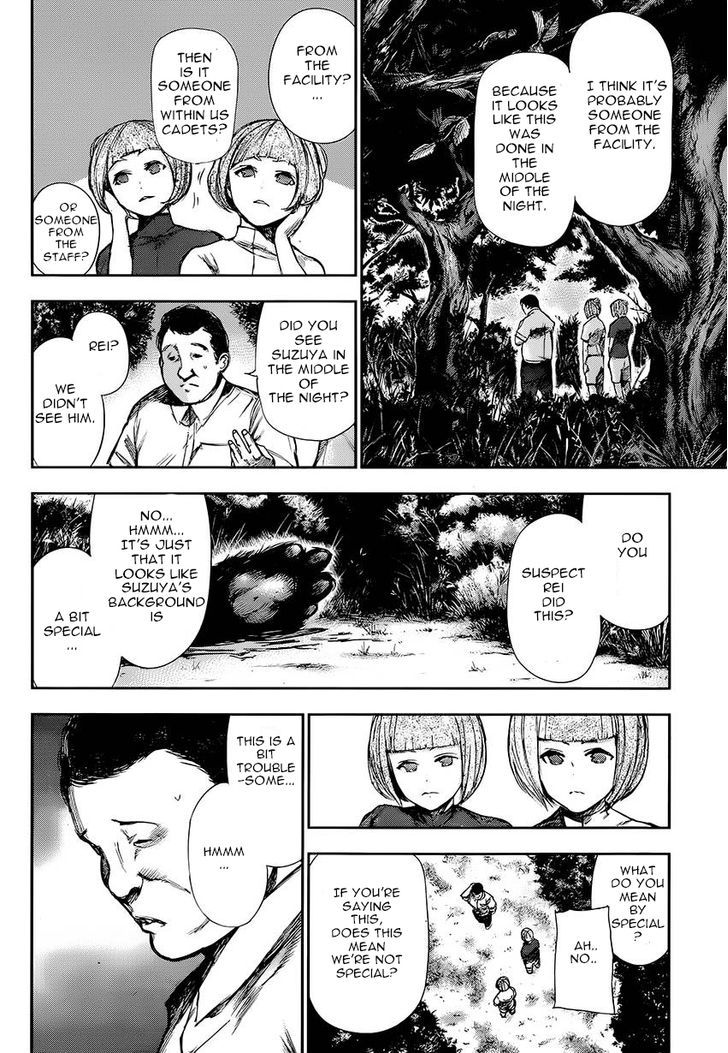 I THINK IT'S
PROBABLY
SOMEONE
FROM THE
FACILITY.
BECAUSE
IT LOOKS
LIKE THIS
WAS
DONE IN
THE
MIDDLE
OF THE
NIGHT.
FROM
THE
FACILITY?
...
THEN
IS IT
SOMEONE
FROM
WITHIN US
CADETS?
OR
SOMEONE
FROM
THE
STAFF?
DID YOU
SEE
SUZUYA IN
THE MIDDLE
OF
THE NIGHT?
REI?
WE
DIDN'T
SEE HIM.
DO
YOU
SUSPECT
REI
DID
THIS?
NO...
HMMM...
IT'S JUST
THAT IT
LOOKS LIKE
SUZUYA'S
BACKGROUND
IS
A BIT
SPECIAL
...
WHAT
DO YOU
MEAN
BY
SPECIAL
?
AH..
NO..
IF YOU'RE
SAYING
THIS,
DOES THIS
MEAN
WE'RE NOT
SPECIAL?
THIS IS A
BIT
TROUBLE
-SOME...
HMMM
...